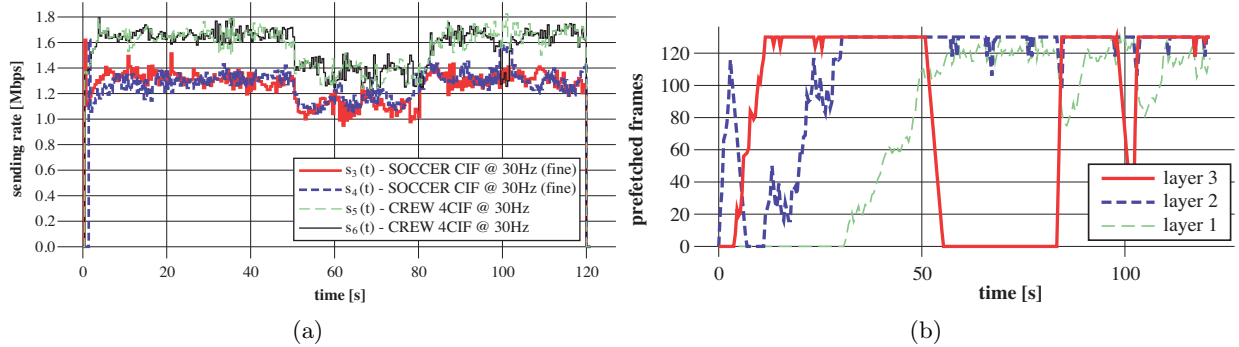 sending rate [Mbps]
1.8
1.6
1.4
1.2
1.0
0.8
0.6
0.4
0.2
0.0
s₃(t) - SOCCER CIF @ 30Hz (fine)
s₄(t) - SOCCER CIF @ 30Hz (fine)
s₅(t) - CREW 4CIF @ 30Hz
s₆(t) - CREW 4CIF @ 30Hz
0 20 40 60 80 100 120
time [s]
(a)
prefetched frames
120
100
80
60
40
20
0
layer 3
layer 2
layer 1
0 50 100
time [s]
(b)